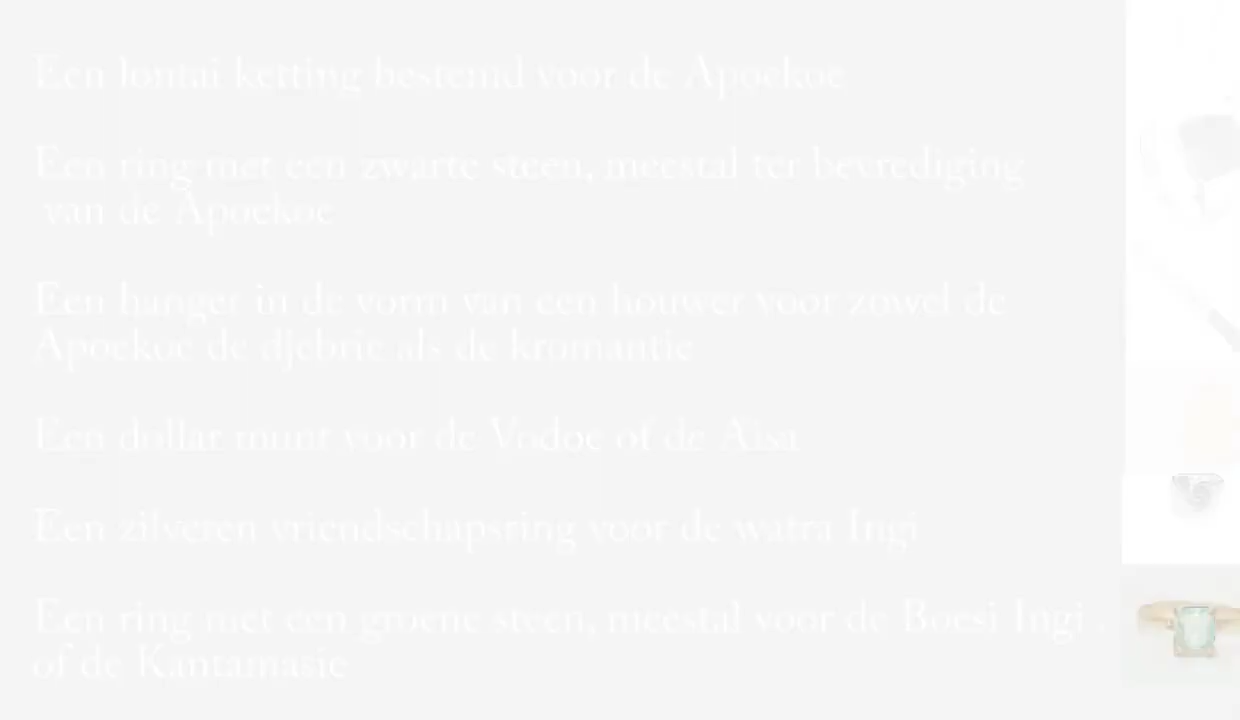 Een lontai ketting bestemd voor de Apoekoe
Een ring met een zwarte steen, meestal ter bevrediging
van de Apoekoe
Een hanger in de vorm van een houwer voor zowel de
Apoekoe de djebrie als de kromantie
Een dollar munt voor de Vodoe of de Aisa
Een zilveren vriendschapsring voor de watra Ingi
Een ring met een groene steen, meestal voor de Boesi Ingi .
of de Kantamasie